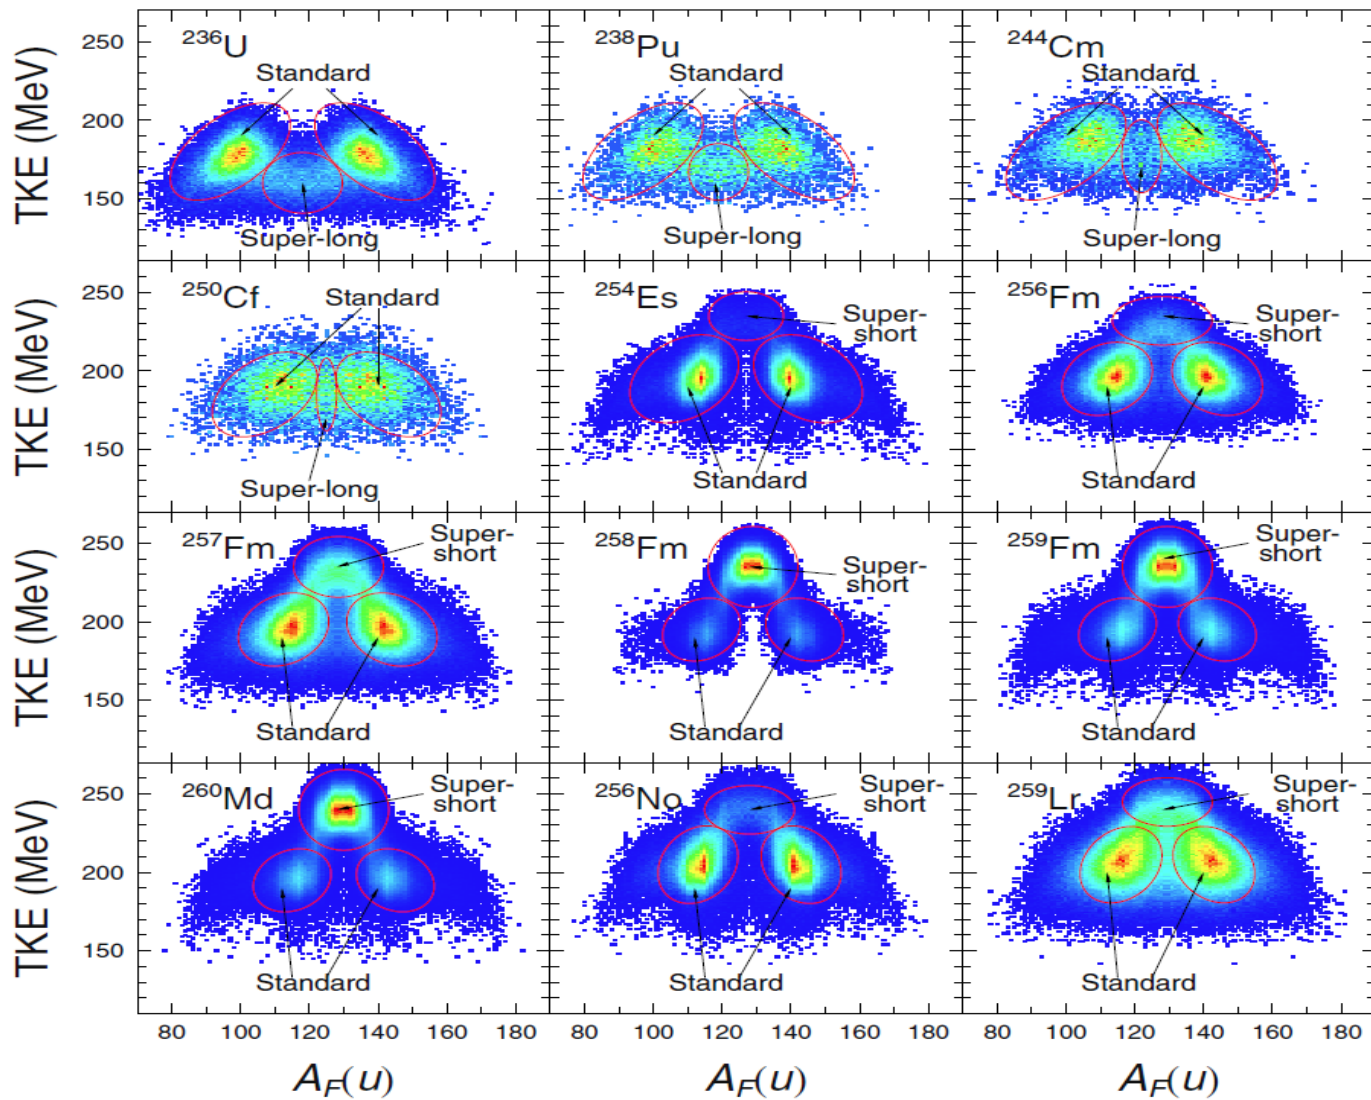 250
200
150
TKE (MeV)
²³⁶U
Standard
Super-long
²³⁸Pu
Standard
Super-long
²⁴⁴Cm
Standard
Super-long
250
200
150
TKE (MeV)
²⁵⁰Cf
Standard
Super-long
²⁵⁴Es
Super-
short
Standard
²⁵⁶Fm
Super-
short
Standard
250
200
150
TKE (MeV)
²⁵⁷Fm
Super-
short
Standard
²⁵⁸Fm
Super-
short
Standard
²⁵⁹Fm
Super-
short
Standard
250
200
150
TKE (MeV)
²⁶⁰Md
Super-
short
Standard
²⁵⁶No
Super-
short
Standard
²⁵⁹Lr
Super-
short
Standard
80 100 120 140 160 180
80 100 120 140 160 180
80 100 120 140 160 180
A_F(u)
A_F(u)
A_F(u)